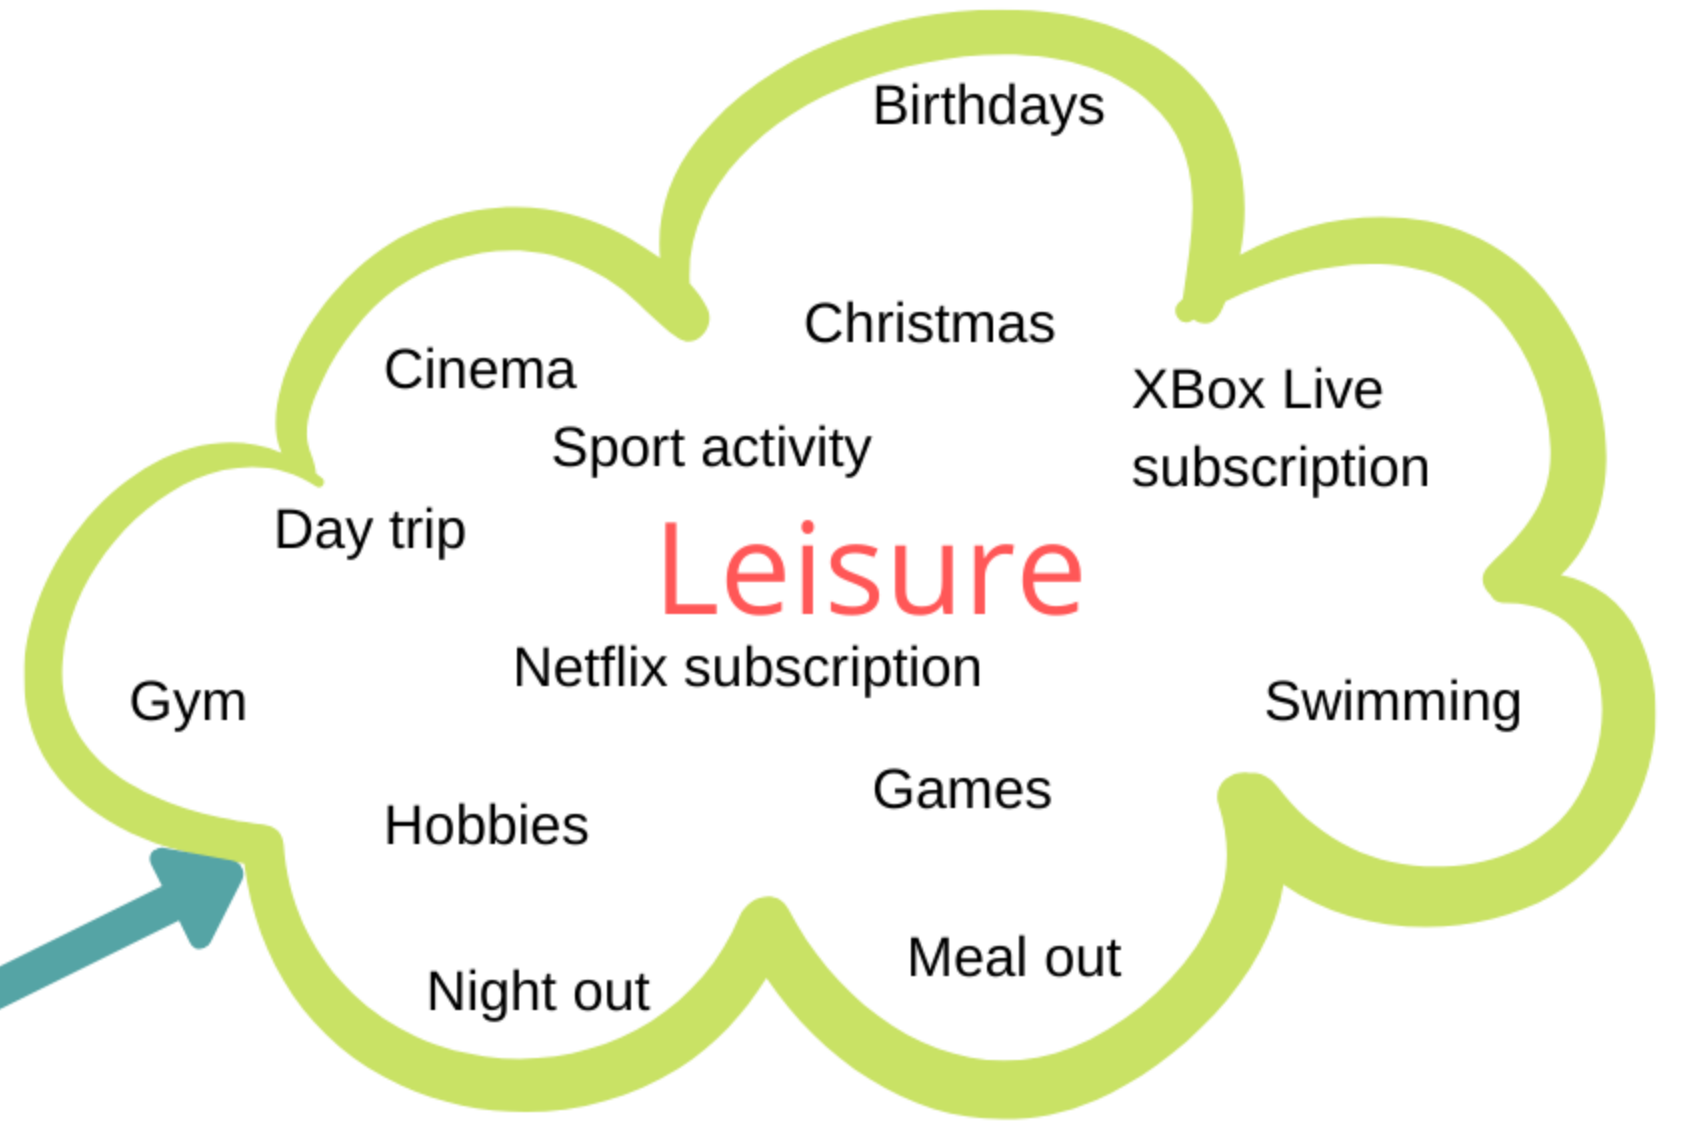 Birthdays
Christmas
Cinema
XBox Live
subscription
Sport activity
Day trip
Leisure
Netflix subscription
Gym
Swimming
Games
Hobbies
Meal out
Night out